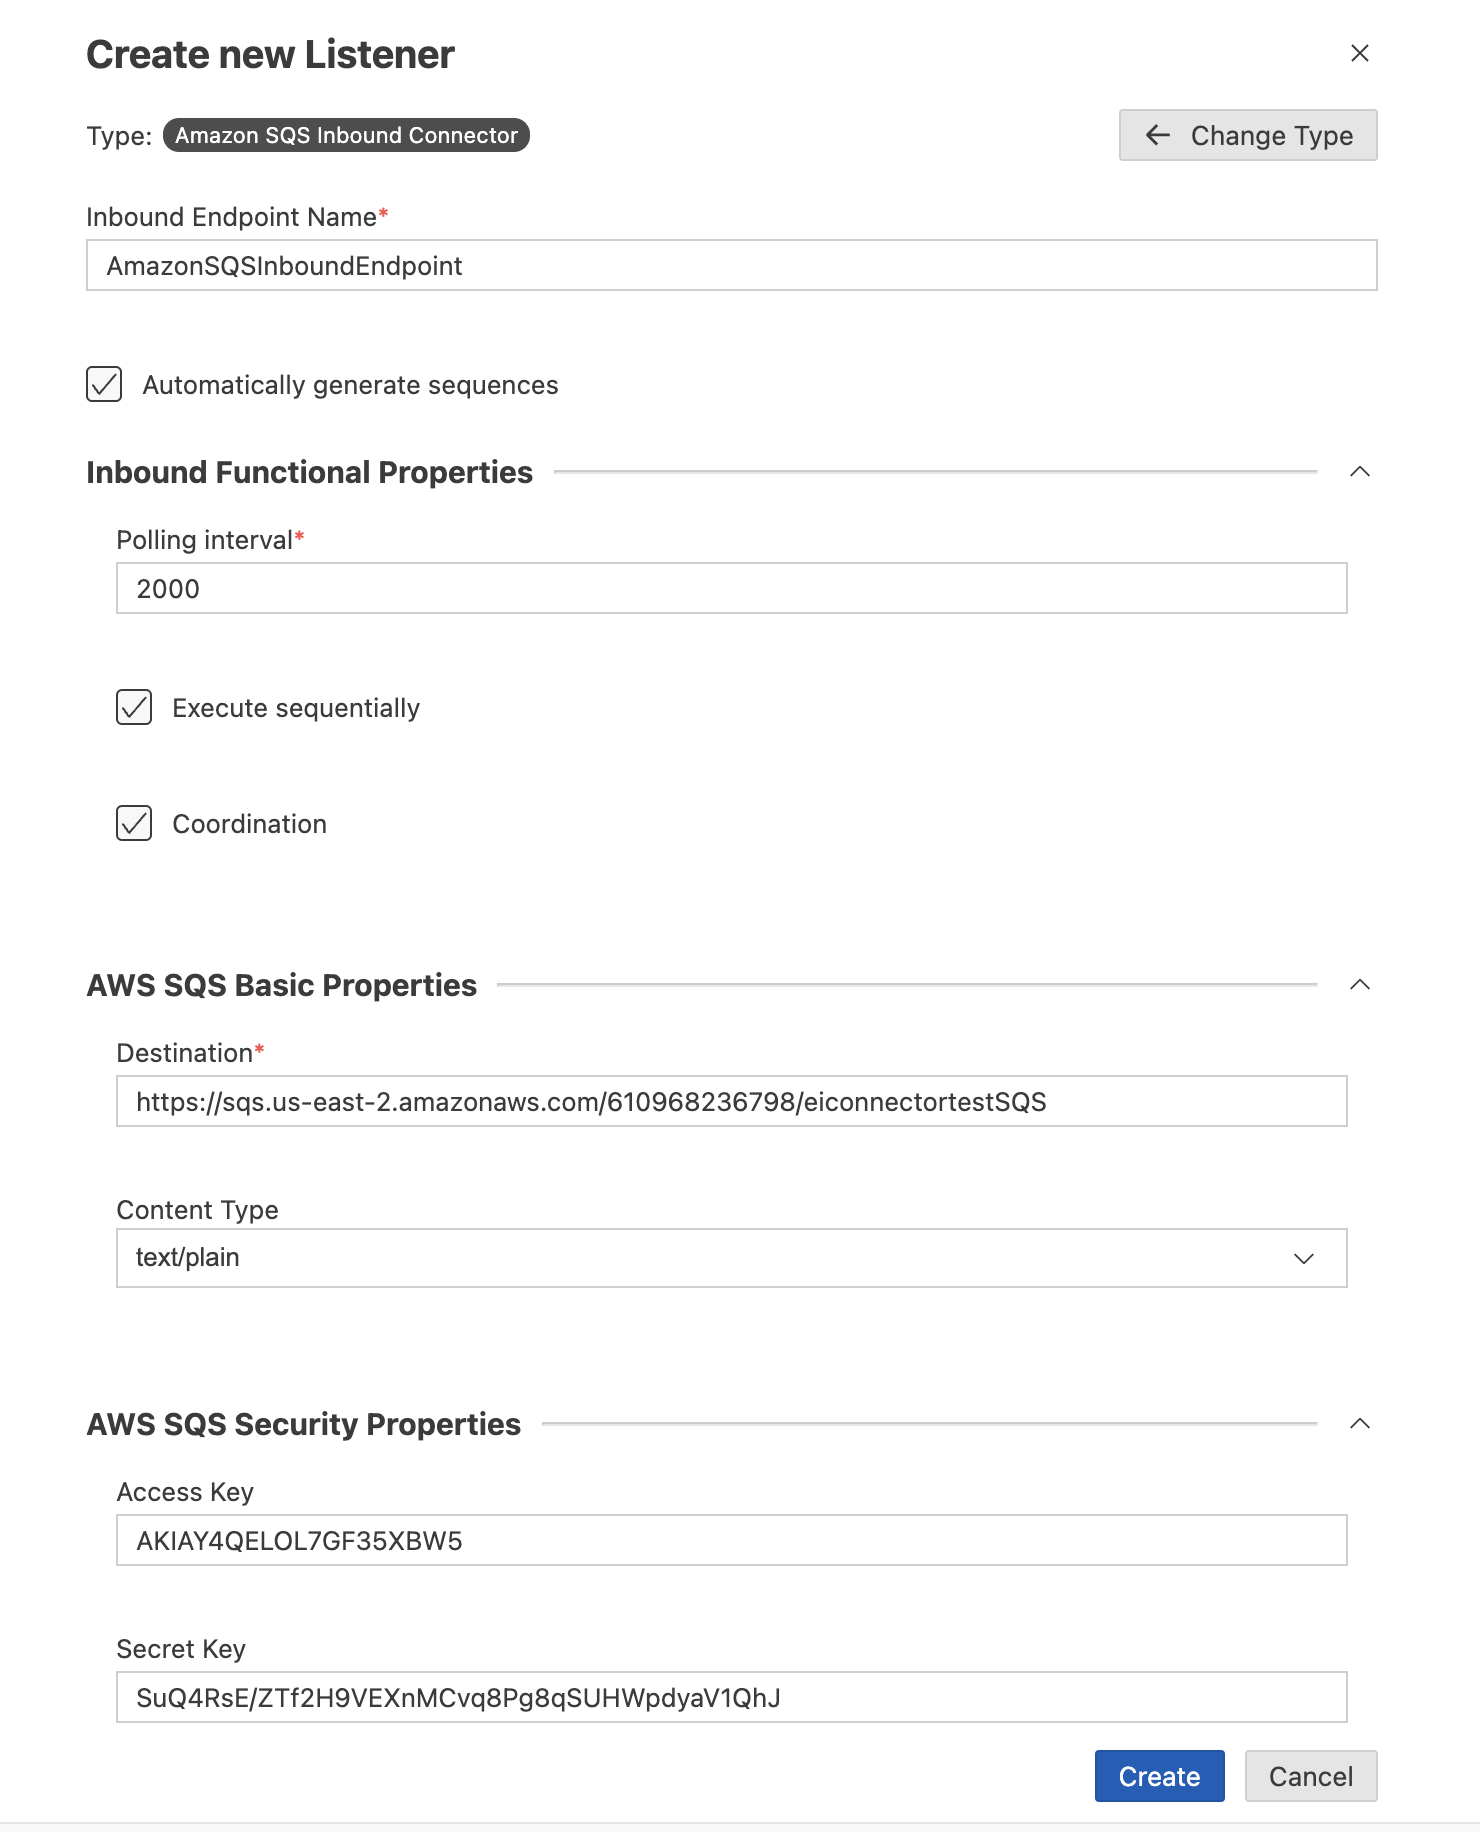 Create new Listener
Type: Amazon SQS Inbound Connector
Change Type
Inbound Endpoint Name*
AmazonSQSInboundEndpoint
Automatically generate sequences
Inbound Functional Properties
Polling interval*
2000
Execute sequentially
Coordination
AWS SQS Basic Properties
Destination*
https://sqs.us-east-2.amazonaws.com/610968236798/eiconnectortestSQS
Content Type
text/plain
AWS SQS Security Properties
Access Key
AKIAY4QELOL7GF35XBW5
Secret Key
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
Create
Cancel